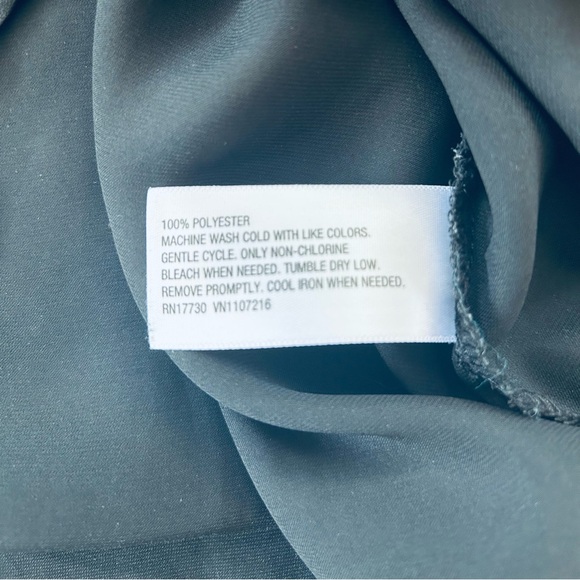 100% POLYESTER
MACHINE WASH COLD WITH LIKE COLORS.
GENTLE CYCLE. ONLY NON-CHLORINE
BLEACH WHEN NEEDED. TUMBLE DRY LOW.
REMOVE PROMPTLY. COOL IRON WHEN NEEDED.
RN17730 VN1107216